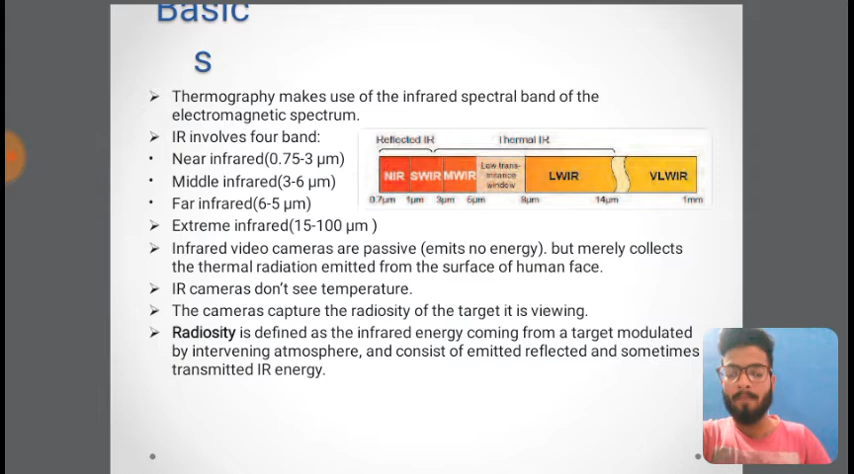 Basic
s
➢ Thermography makes use of the infrared spectral band of the
electromagnetic spectrum.
➢ IR involves four band:
• Near infrared(0.75-3 µm)
• Middle infrared(3-6 µm)
• Far infrared(6-5 µm)
➢ Extreme infrared(15-100 µm )
Reflected IR Thermal IR
NIR SWIR MWIR Low trans-
mittance
window LWIR VLWIR
0.7µm 1µm 3µm 6µm 8µm 14µm 1mm
➢ Infrared video cameras are passive (emits no energy). but merely collects
the thermal radiation emitted from the surface of human face.
➢ IR cameras don't see temperature.
➢ The cameras capture the radiosity of the target it is viewing.
➢ Radiosity is defined as the infrared energy coming from a target modulated
by intervening atmosphere, and consist of emitted reflected and sometimes
transmitted IR energy.